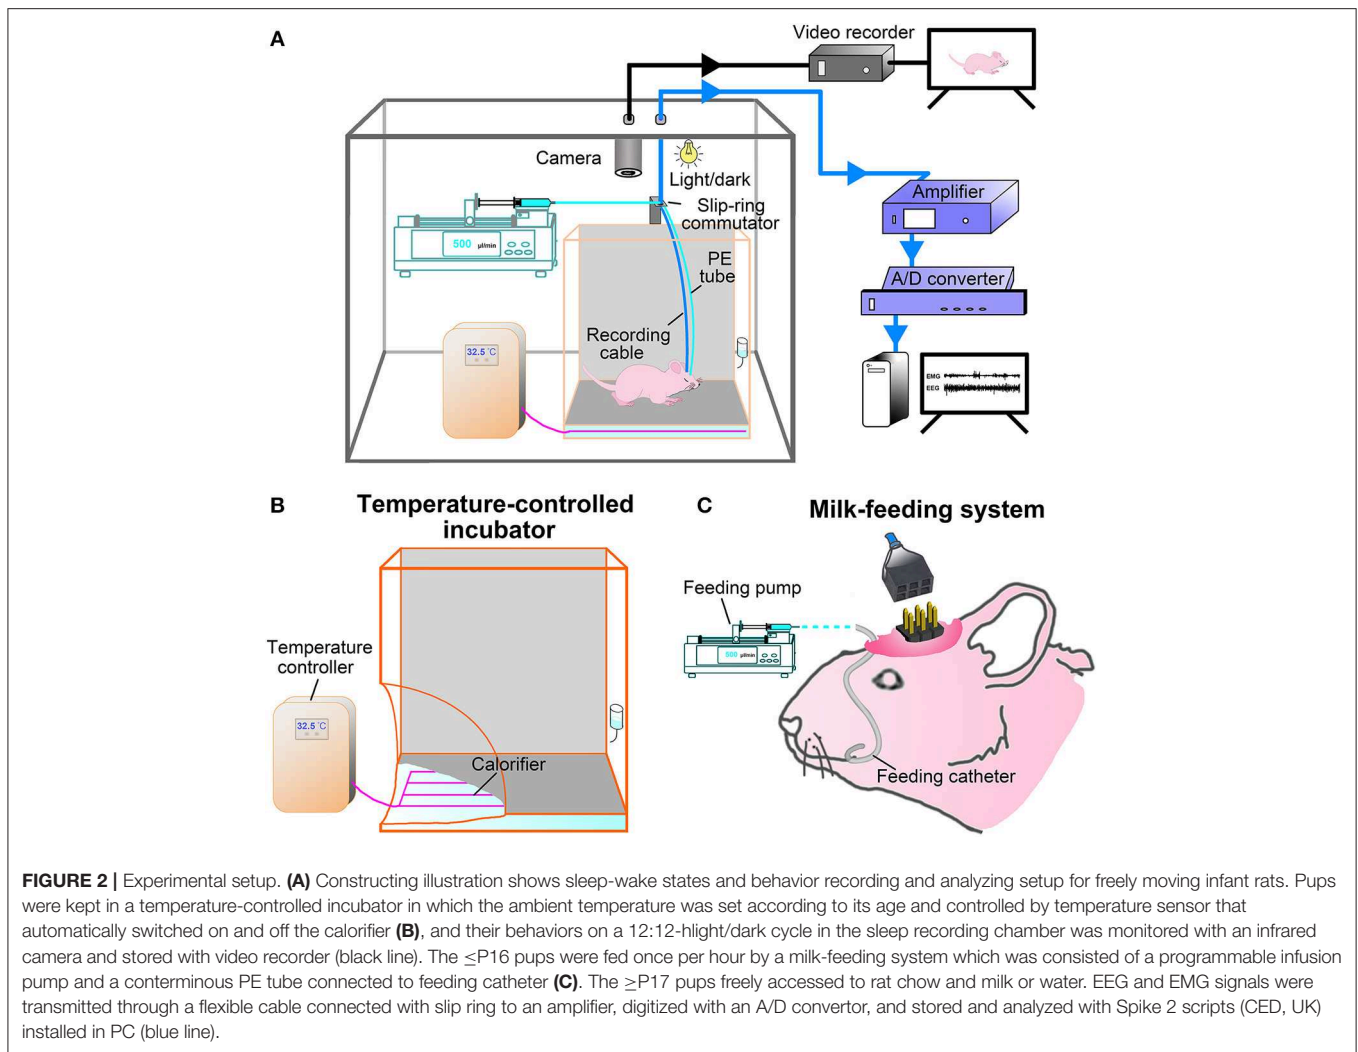 A
Video recorder
Camera
Light/dark
Amplifier
Slip-ring
commutator
500 µl/min
PE
tube
A/D converter
Recording
cable
32.5 °C
EMG
EEG
B
Temperature-controlled
incubator
C
Milk-feeding system
Feeding pump
500 µl/min
Temperature
controller
32.5 °C
Calorifier
Feeding catheter
FIGURE 2 | Experimental setup. (A) Constructing illustration shows sleep-wake states and behavior recording and analyzing setup for freely moving infant rats. Pups
were kept in a temperature-controlled incubator in which the ambient temperature was set according to its age and controlled by temperature sensor that
automatically switched on and off the calorifier (B), and their behaviors on a 12:12-hlight/dark cycle in the sleep recording chamber was monitored with an infrared
camera and stored with video recorder (black line). The ≤P16 pups were fed once per hour by a milk-feeding system which was consisted of a programmable infusion
pump and a conterminous PE tube connected to feeding catheter (C). The ≥P17 pups freely accessed to rat chow and milk or water. EEG and EMG signals were
transmitted through a flexible cable connected with slip ring to an amplifier, digitized with an A/D convertor, and stored and analyzed with Spike 2 scripts (CED, UK)
installed in PC (blue line).